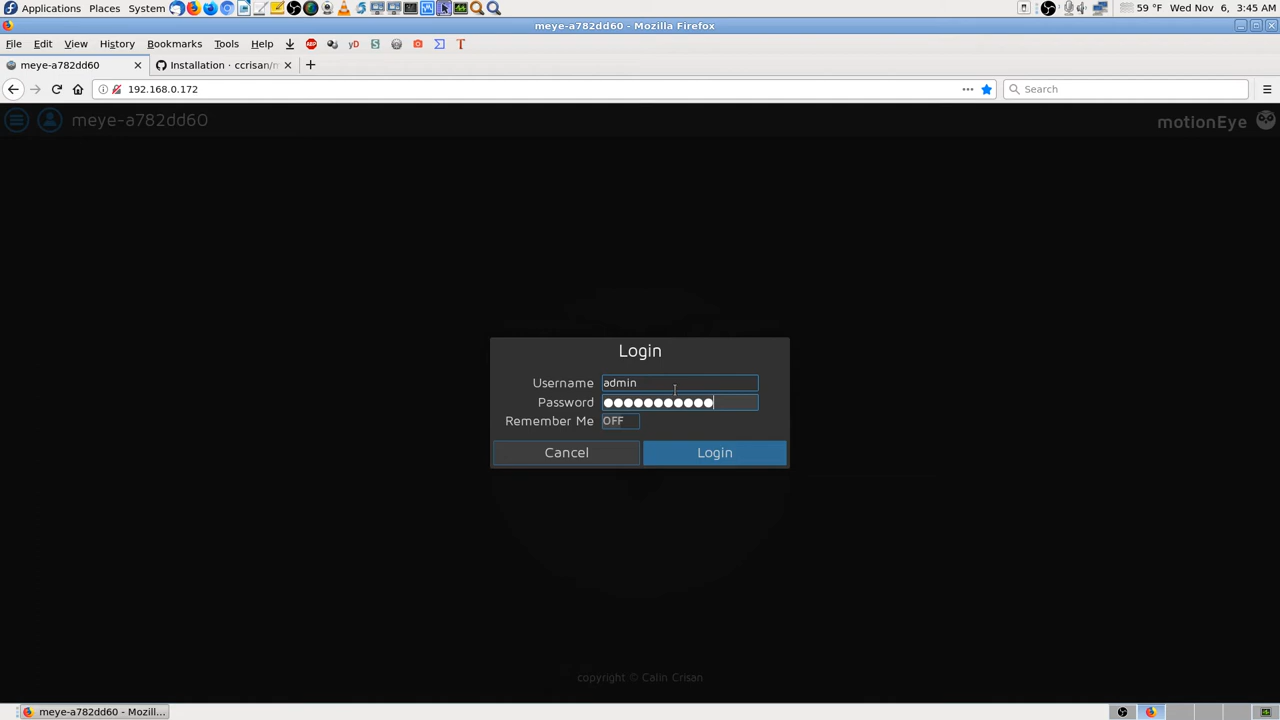 Applications Places System 59 °F Wed Nov 6, 3:45 AM
meye-a782dd60 - Mozilla Firefox
File Edit View History Bookmarks Tools Help
meye-a782dd60 Installation · ccrisan/m
192.168.0.172 Search
meye-a782dd60 motionEye
Login
Username admin
Password
Remember Me OFF
Cancel Login
copyright © Calin Crisan
meye-a782dd60 - Mozill...